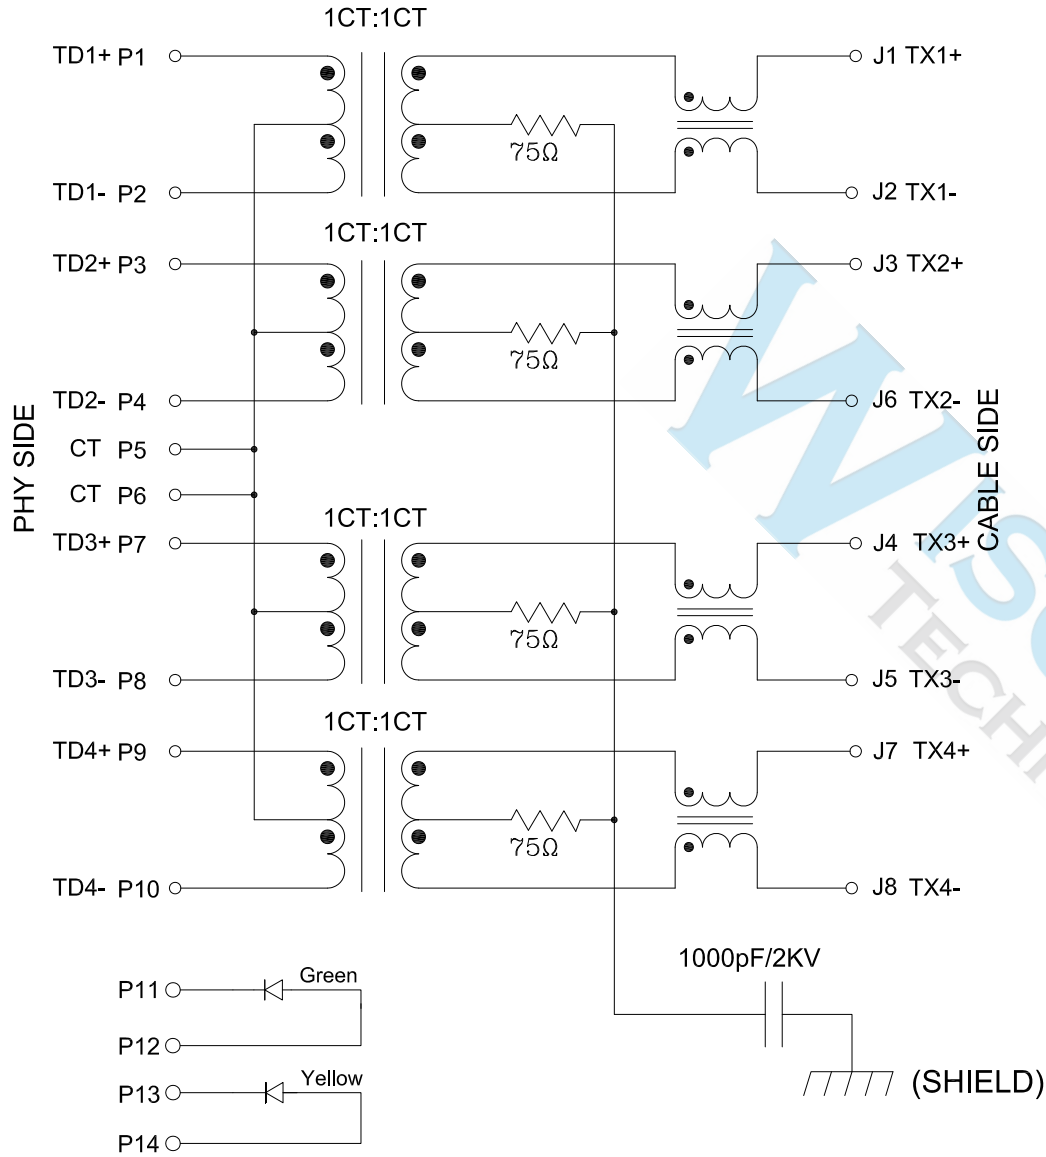 1CT:1CT
TD1+ P1
J1 TX1+
75Ω
TD1- P2
J2 TX1-
1CT:1CT
TD2+ P3
J3 TX2+
75Ω
TD2- P4
J6 TX2-
PHY SIDE
CABLE SIDE
CT P5
CT P6
1CT:1CT
TD3+ P7
J4 TX3+
75Ω
TD3- P8
J5 TX3-
1CT:1CT
TD4+ P9
J7 TX4+
75Ω
TD4- P10
J8 TX4-
1000pF/2KV
(SHIELD)
P11
Green
P12
P13
Yellow
P14